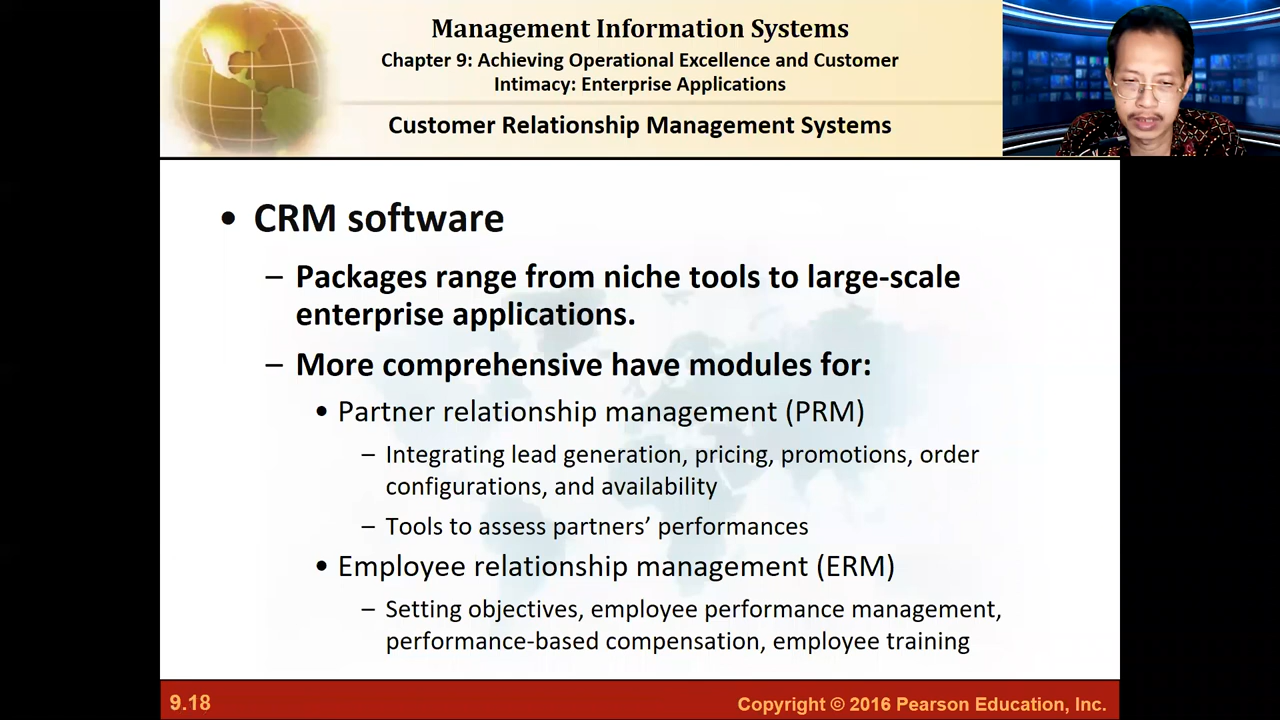 Management Information Systems
Chapter 9: Achieving Operational Excellence and Customer
Intimacy: Enterprise Applications
Customer Relationship Management Systems
• CRM software
– Packages range from niche tools to large-scale
enterprise applications.
– More comprehensive have modules for:
• Partner relationship management (PRM)
– Integrating lead generation, pricing, promotions, order
configurations, and availability
– Tools to assess partners’ performances
• Employee relationship management (ERM)
– Setting objectives, employee performance management,
performance-based compensation, employee training
9.18
Copyright © 2016 Pearson Education, Inc.